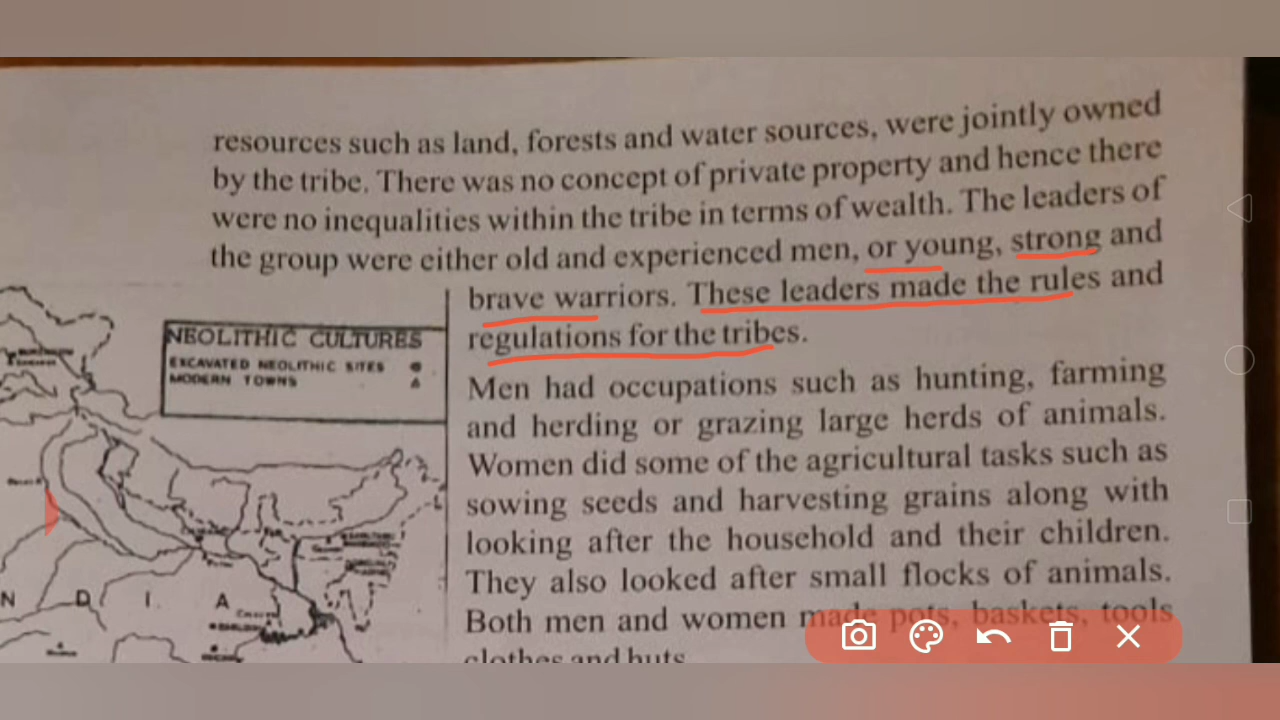 resources such as land, forests and water sources, were jointly owned
by the tribe. There was no concept of private property and hence there
were no inequalities within the tribe in terms of wealth. The leaders of
the group were either old and experienced men, or young, strong and
brave warriors. These leaders made the rules and
regulations for the tribes.
NEOLITHIC CULTURES
EXCAVATED NEOLITHIC SITES
MODERN TOWNS
Men had occupations such as hunting, farming
and herding or grazing large herds of animals.
Women did some of the agricultural tasks such as
sowing seeds and harvesting grains along with
looking after the household and their children.
They also looked after small flocks of animals.
Both men and women made pots, baskets, tools
clothes and huts
N D I A